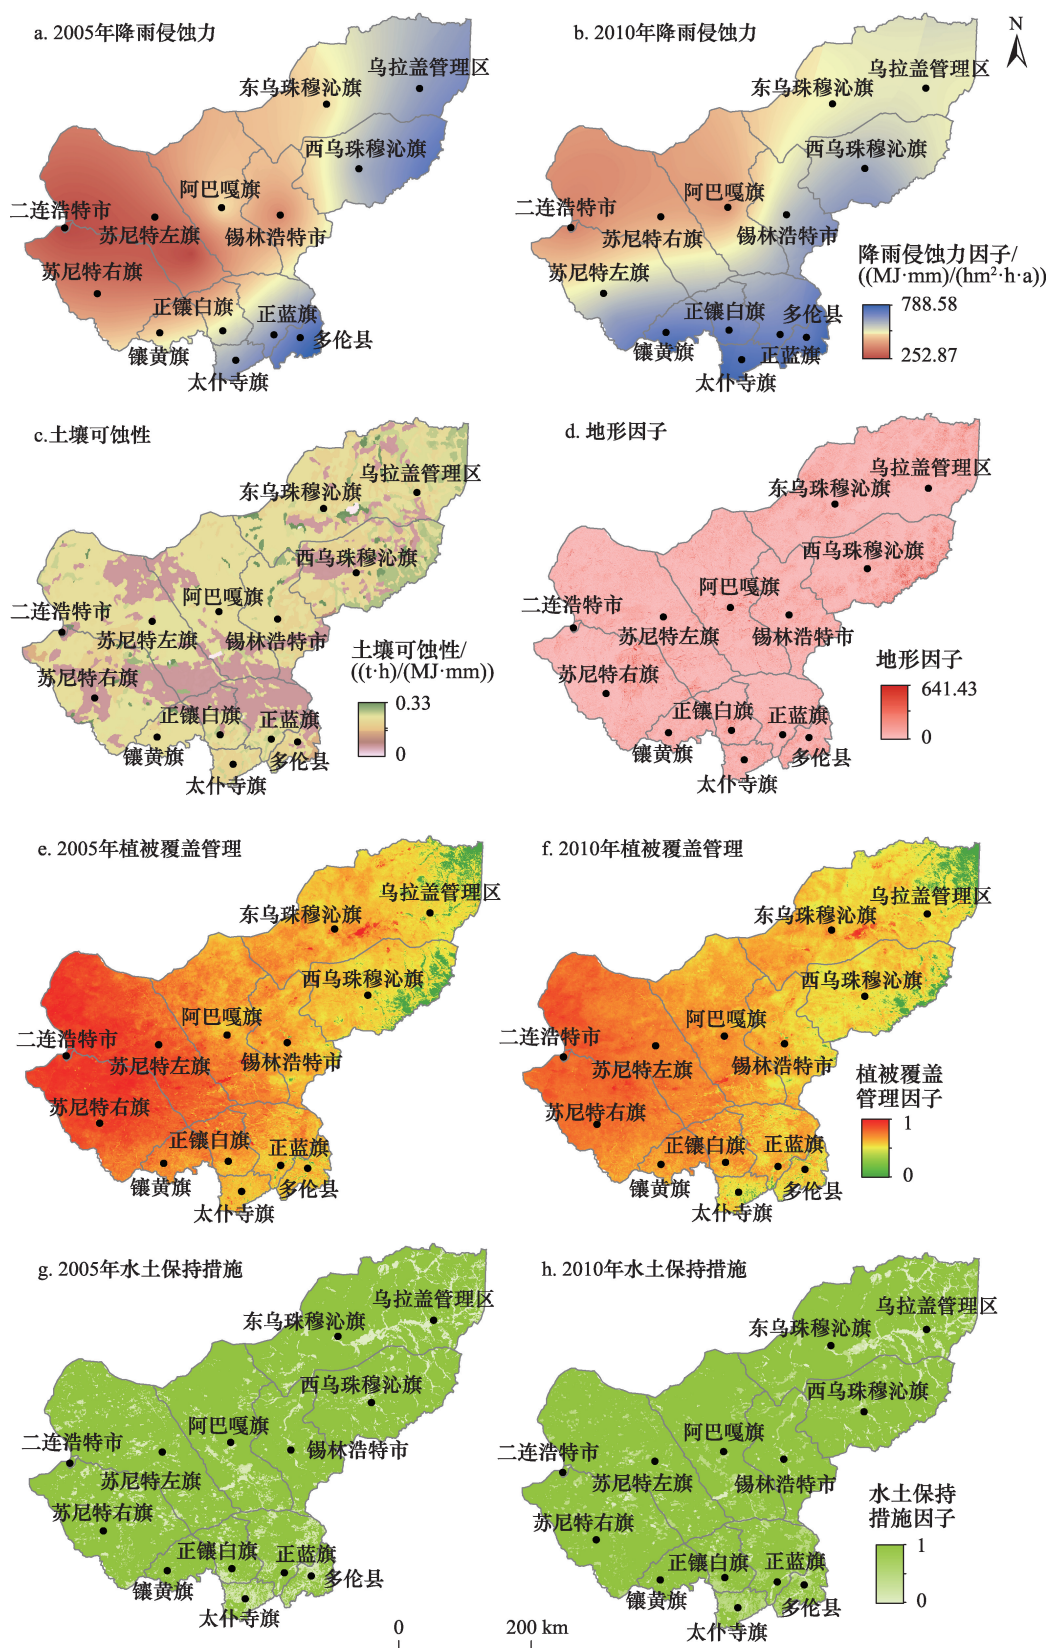 a. 2005年降雨侵蚀力
乌拉盖管理区
东乌珠穆沁旗
西乌珠穆沁旗
阿巴嘎旗
二连浩特市
苏尼特左旗
锡林浩特市
苏尼特右旗
正镶白旗
正蓝旗
多伦县
镶黄旗
太仆寺旗
b. 2010年降雨侵蚀力
N
乌拉盖管理区
东乌珠穆沁旗
西乌珠穆沁旗
阿巴嘎旗
二连浩特市
苏尼特右旗
锡林浩特市
苏尼特左旗
正镶白旗
多伦县
镶黄旗
正蓝旗
太仆寺旗
降雨侵蚀力因子/
((MJ·mm)/(hm²·h·a))
788.58
252.87
c.土壤可蚀性
乌拉盖管理区
东乌珠穆沁旗
西乌珠穆沁旗
阿巴嘎旗
二连浩特市
苏尼特左旗
锡林浩特市
苏尼特右旗
正镶白旗
正蓝旗
镶黄旗
多伦县
太仆寺旗
土壤可蚀性/
((t·h)/(MJ·mm))
0.33
0
d. 地形因子
乌拉盖管理区
东乌珠穆沁旗
西乌珠穆沁旗
阿巴嘎旗
二连浩特市
苏尼特左旗
锡林浩特市
苏尼特右旗
正镶白旗
正蓝旗
镶黄旗
多伦县
太仆寺旗
地形因子
641.43
0
e. 2005年植被覆盖管理
乌拉盖管理区
东乌珠穆沁旗
西乌珠穆沁旗
阿巴嘎旗
二连浩特市
苏尼特左旗
锡林浩特市
苏尼特右旗
正镶白旗
正蓝旗
镶黄旗
多伦县
太仆寺旗
f. 2010年植被覆盖管理
乌拉盖管理区
东乌珠穆沁旗
西乌珠穆沁旗
阿巴嘎旗
二连浩特市
苏尼特左旗
锡林浩特市
苏尼特右旗
正镶白旗
正蓝旗
镶黄旗
多伦县
太仆寺旗
植被覆盖
管理因子
1
0
g. 2005年水土保持措施
乌拉盖管理区
东乌珠穆沁旗
西乌珠穆沁旗
阿巴嘎旗
二连浩特市
锡林浩特市
苏尼特左旗
苏尼特右旗
正镶白旗
正蓝旗
镶黄旗
多伦县
太仆寺旗
h. 2010年水土保持措施
乌拉盖管理区
东乌珠穆沁旗
西乌珠穆沁旗
阿巴嘎旗
二连浩特市
苏尼特左旗
锡林浩特市
苏尼特右旗
正镶白旗
正蓝旗
镶黄旗
多伦县
太仆寺旗
水土保持
措施因子
1
0
0 200 km